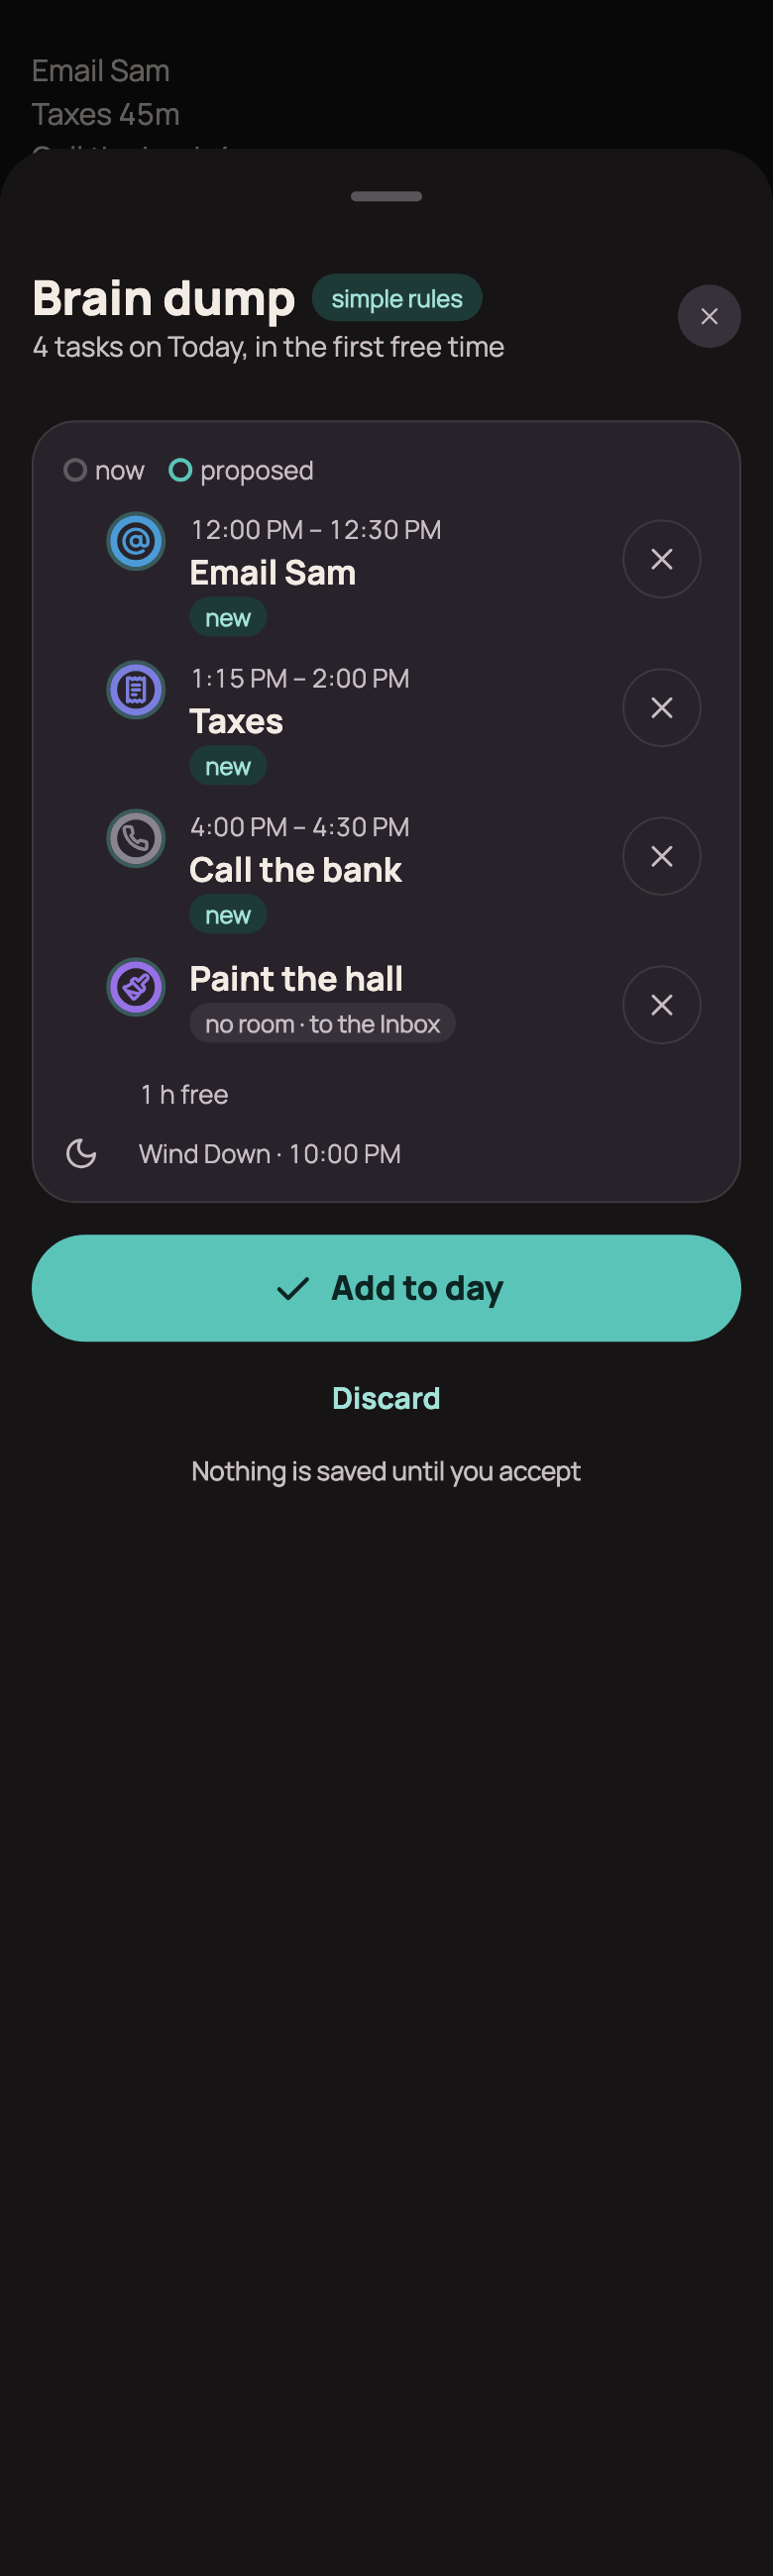 Email Sam
Taxes 45m
Brain dump simple rules
4 tasks on Today, in the first free time
now proposed
12:00 PM – 12:30 PM
Email Sam
new
1:15 PM – 2:00 PM
Taxes
new
4:00 PM – 4:30 PM
Call the bank
new
Paint the hall
no room · to the Inbox
1 h free
Wind Down · 10:00 PM
Add to day
Discard
Nothing is saved until you accept